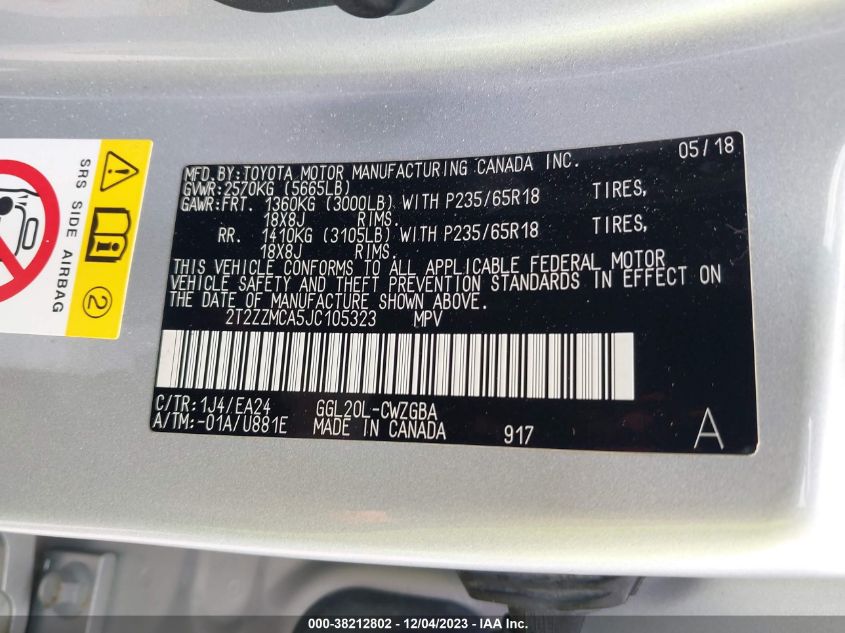 SRS SIDE AIRBAG
2
MFD.BY:TOYOTA MOTOR MANUFACTURING CANADA INC. 05/18
GVWR:2570KG (5665LB)
GAWR:FRT. 1360KG (3000LB) WITH P235/65R18 TIRES,
18X8J RIMS.
RR. 1410KG (3105LB) WITH P235/65R18 TIRES,
18X8J RIMS.
THIS VEHICLE CONFORMS TO ALL APPLICABLE FEDERAL MOTOR
VEHICLE SAFETY AND THEFT PREVENTION STANDARDS IN EFFECT ON
THE DATE OF MANUFACTURE SHOWN ABOVE.
2T2ZZMCA5JC105323 MPV
C/TR:1J4/EA24 GGL20L-CWZGBA
A/TM:-01A/U881E MADE IN CANADA 917 A
000-38212802 - 12/04/2023 - IAA Inc.